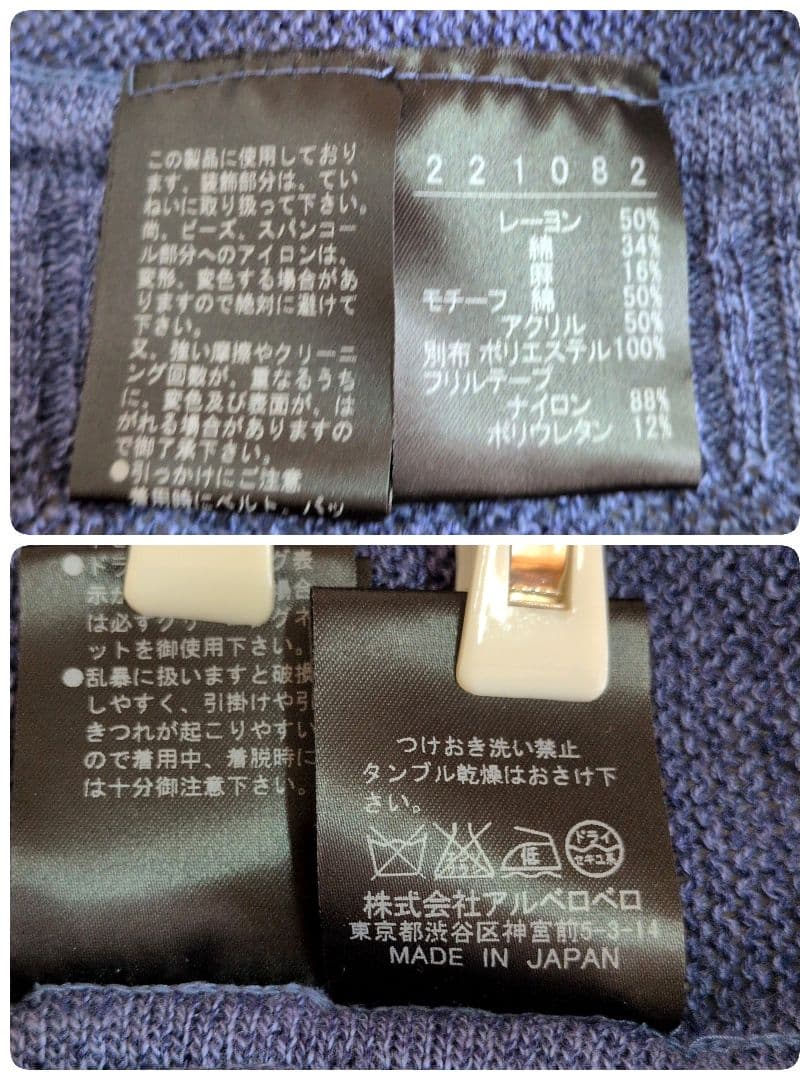 この製品に使用しており
ます、装飾部分は、てい
ねいに取り扱って下さい。
尚、ビーズ、スパンコー
ル部分へのアイロンは、
変形、変色する場合があ
りますので絶対に避けて
下さい。
又、強い摩擦やクリーニ
ング回数が、重なるうち
に、変色及び表面が、は
がれる場合がありますの
で御了承下さい。
●引っかけにご注意
着用時にベルト、バッ
221082
レーヨン 50%
綿 34%
麻 16%
モチーフ 綿 50%
アクリル 50%
別布 ポリエステル 100%
フリルテープ
ナイロン 88%
ポリウレタン 12%
は必ずクリ グネ
ットを御使用下さい。
●乱暴に扱いますと破損
しやすく、引掛けや引
きつれが起こりやすい
ので着用中、着脱時に
は十分御注意下さい。
つけおき洗い禁止
タンブル乾燥はおさけ下
さい。
低
ドライ
セキユ系
株式会社アルベロベロ
東京都渋谷区神宮前5-3-14
MADE IN JAPAN